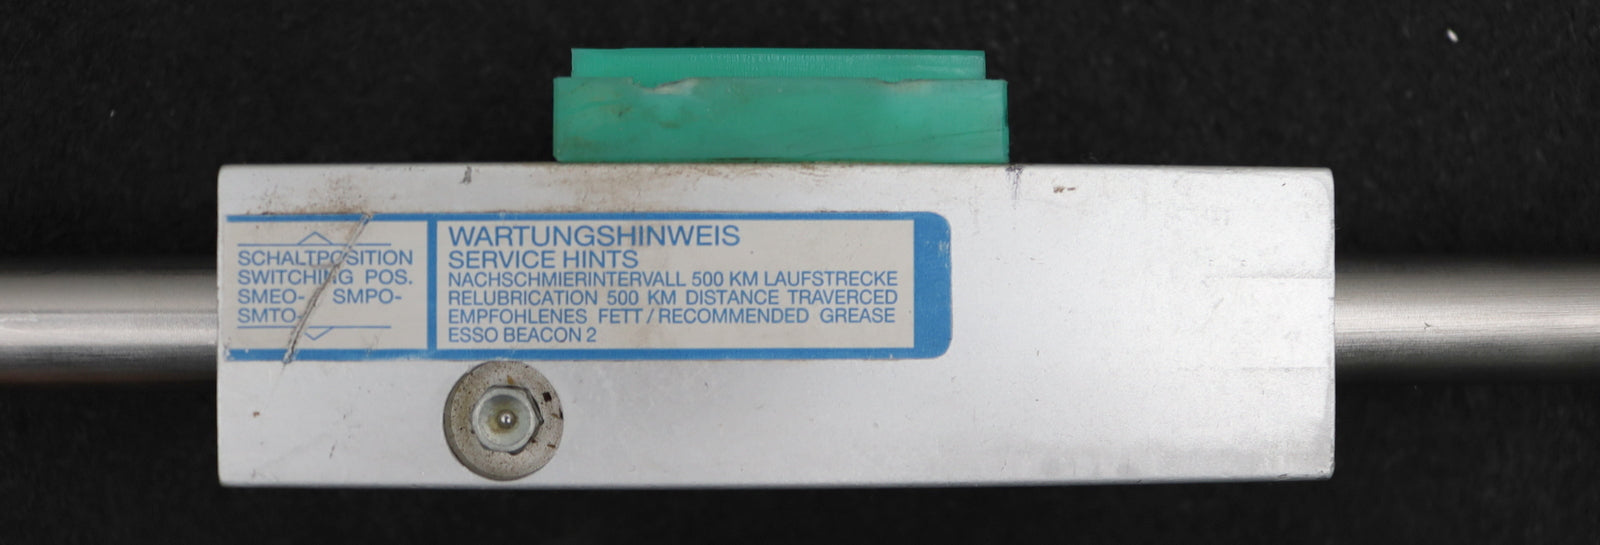 SCHALTPOSITION
SWITCHING POS.
SMEO- SMPO-
SMTO-
WARTUNGSHINWEIS
SERVICE HINTS
NACHSCHMIERINTERVALL 500 KM LAUFSTRECKE
RELUBRICATION 500 KM DISTANCE TRAVERCED
EMPFOHLENES FETT/RECOMMENDED GREASE
ESSO BEACON 2